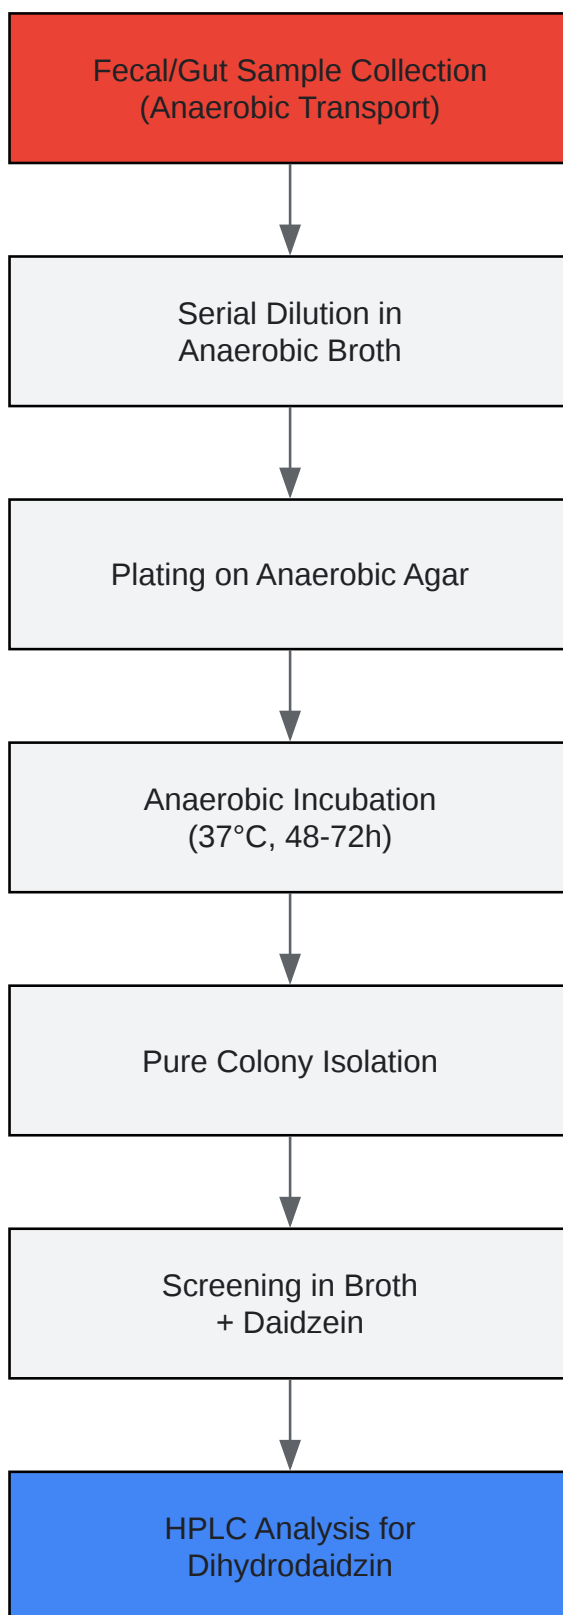 Fecal/Gut Sample Collection
(Anaerobic Transport)
Serial Dilution in
Anaerobic Broth
Plating on Anaerobic Agar
Anaerobic Incubation
(37°C, 48-72h)
Pure Colony Isolation
Screening in Broth
+ Daidzein
HPLC Analysis for
Dihydrodaidzin